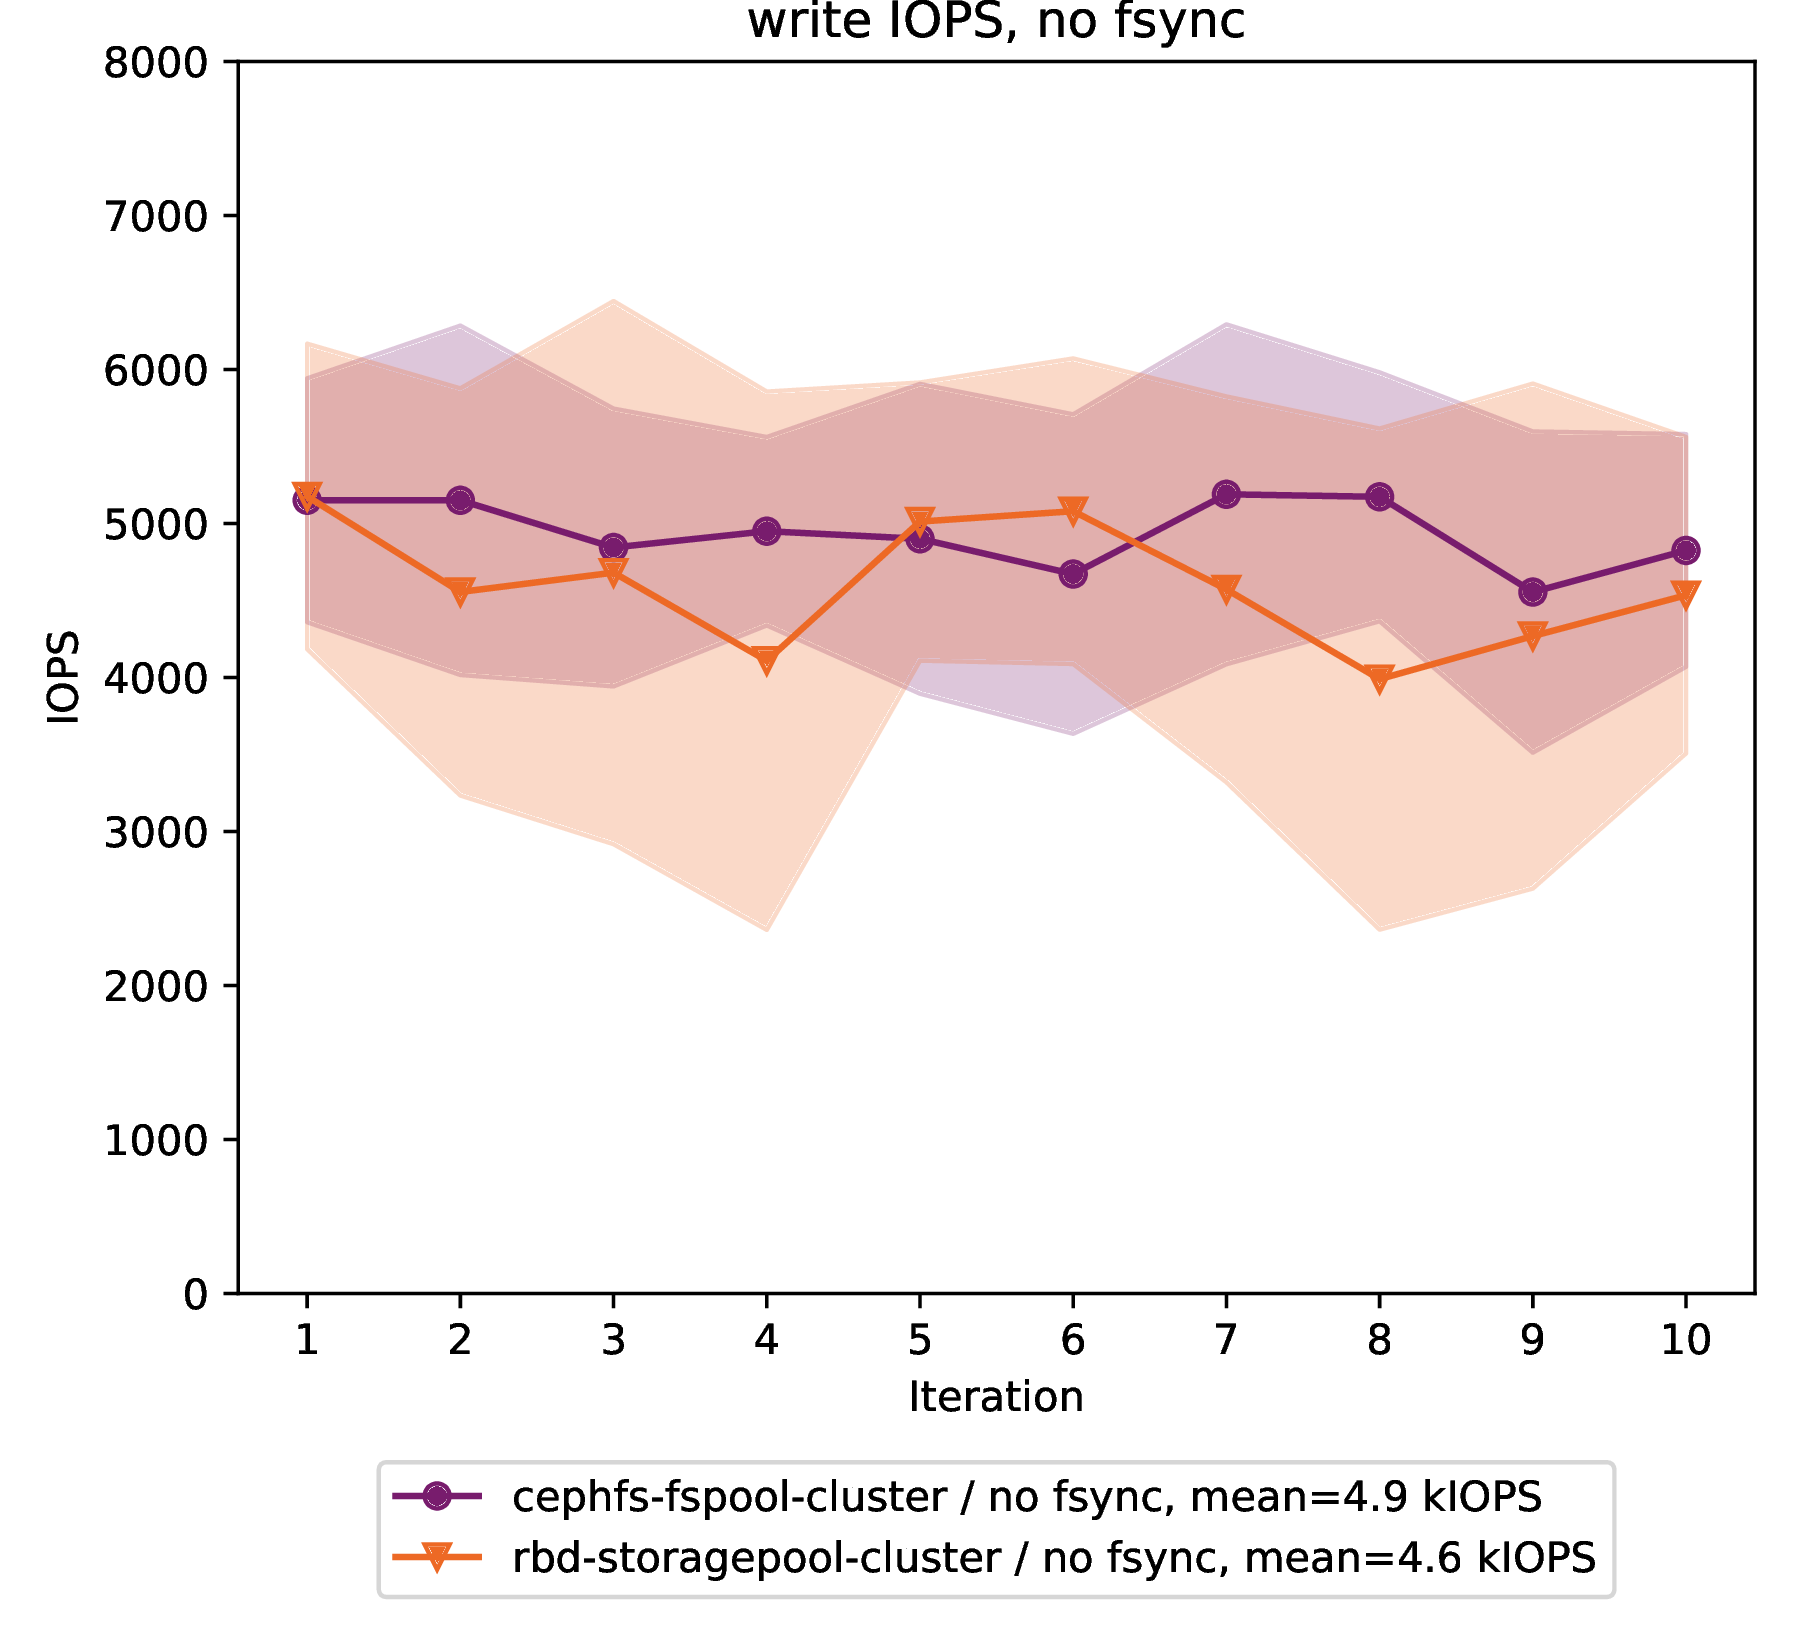 write IOPS, no fsync
8000
7000
6000
5000
4000
3000
2000
1000
0
IOPS
1 2 3 4 5 6 7 8 9 10
Iteration
cephfs-fspool-cluster / no fsync, mean=4.9 kIOPS
rbd-storagepool-cluster / no fsync, mean=4.6 kIOPS